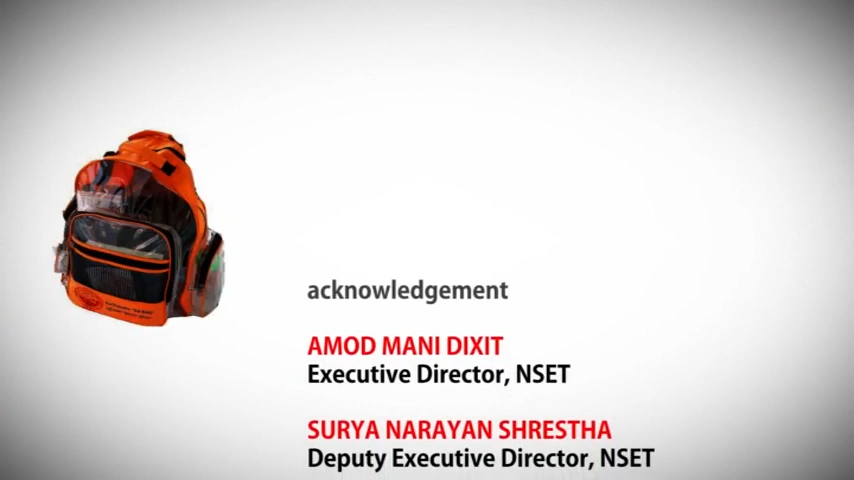 acknowledgement
AMOD MANI DIXIT
Executive Director, NSET
SURYA NARAYAN SHRESTHA
Deputy Executive Director, NSET